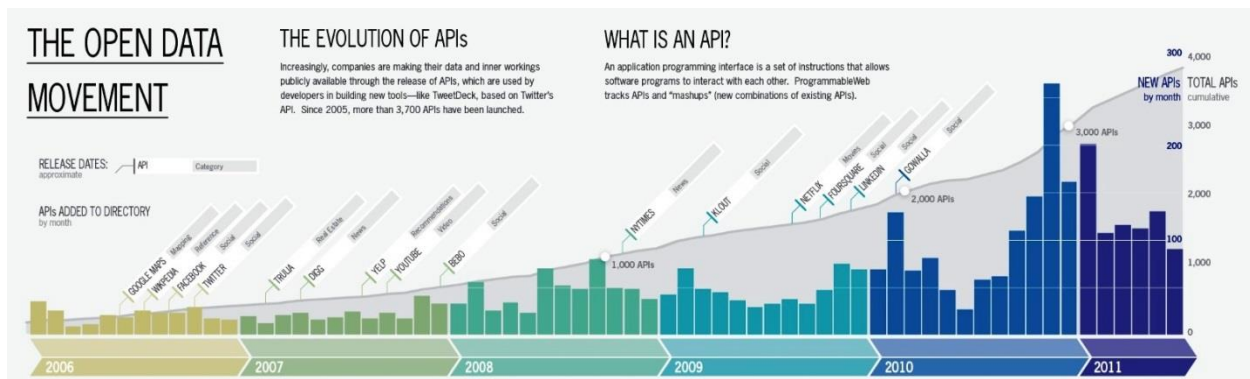 THE OPEN DATA
MOVEMENT
THE EVOLUTION OF APIs
Increasingly, companies are making their data and inner workings
publicly available through the release of APIs, which are used by
developers in building new tools—like TweetDeck, based on Twitter's
API. Since 2005, more than 3,700 APIs have been launched.
WHAT IS AN API?
An application programming interface is a set of instructions that allows
software programs to interact with each other. ProgrammableWeb
tracks APIs and "mashups" (new combinations of existing APIs).
RELEASE DATES:
approximate
API Category
APIs ADDED TO DIRECTORY
by month
GOOGLE MAPS Mapping
WIKIPEDIA Reference
FACEBOOK Social
TWITTER Social
TRULIA Real Estate
DIGG News
YELP Recommendations
YOUTUBE Video
BEBO Social
1,000 APIs
NYTIMES News
KLOUT Social
NETFLIX Movies
FOURSQUARE Social
LINKEDIN Social
GOWALLA Social
2,000 APIs
3,000 APIs
300 4,000
NEW APIs TOTAL APIs
by month cumulative
3,000
200
2,000
100
1,000
0
2006 2007 2008 2009 2010 2011